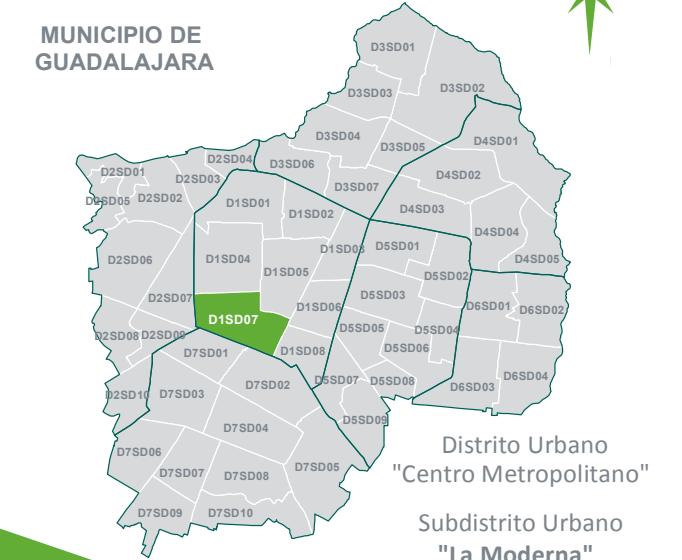 MUNICIPIO DE
GUADALAJARA
D3SD01
D3SD02
D3SD03
D3SD04
D3SD05
D4SD01
D2SD04
D3SD06
D2SD01
D2SD03
D4SD02
D3SD07
D2SD05
D2SD02
D1SD01
D1SD02
D4SD03
D4SD04
D1SD03
D5SD01
D2SD06
D1SD04
D4SD05
D1SD05
D5SD02
D2SD07
D5SD03
D1SD06
D6SD01
D6SD02
D1SD07
D5SD05
D5SD04
D2SD08
D2SD09
D5SD06
D7SD01
D1SD08
D6SD04
D5SD07
D5SD08
D7SD02
D6SD03
D2SD10
D7SD03
D5SD09
D7SD04
Distrito Urbano
D7SD06
D7SD05
D7SD07
D7SD08
"Centro Metropolitano"
D7SD09
D7SD10
Subdistrito Urbano
"La Moderna"